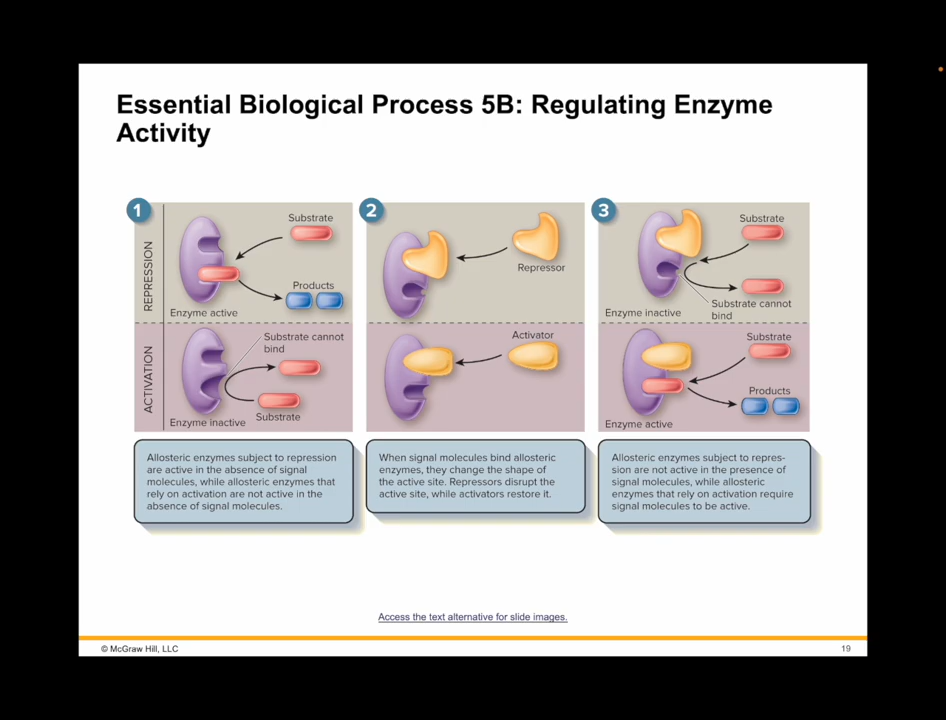 Essential Biological Process 5B: Regulating Enzyme
Activity
1
REPRESSION
Substrate
Products
Enzyme active
ACTIVATION
Substrate cannot
bind
Substrate
Enzyme inactive
2
Repressor
Activator
3
Substrate
Substrate cannot
bind
Enzyme inactive
Substrate
Products
Enzyme active
Allosteric enzymes subject to repression
are active in the absence of signal
molecules, while allosteric enzymes that
rely on activation are not active in the
absence of signal molecules.
When signal molecules bind allosteric
enzymes, they change the shape of
the active site. Repressors disrupt the
active site, while activators restore it.
Allosteric enzymes subject to repres-
sion are not active in the presence of
signal molecules, while allosteric
enzymes that rely on activation require
signal molecules to be active.
Access the text alternative for slide images.
© McGraw Hill, LLC
19